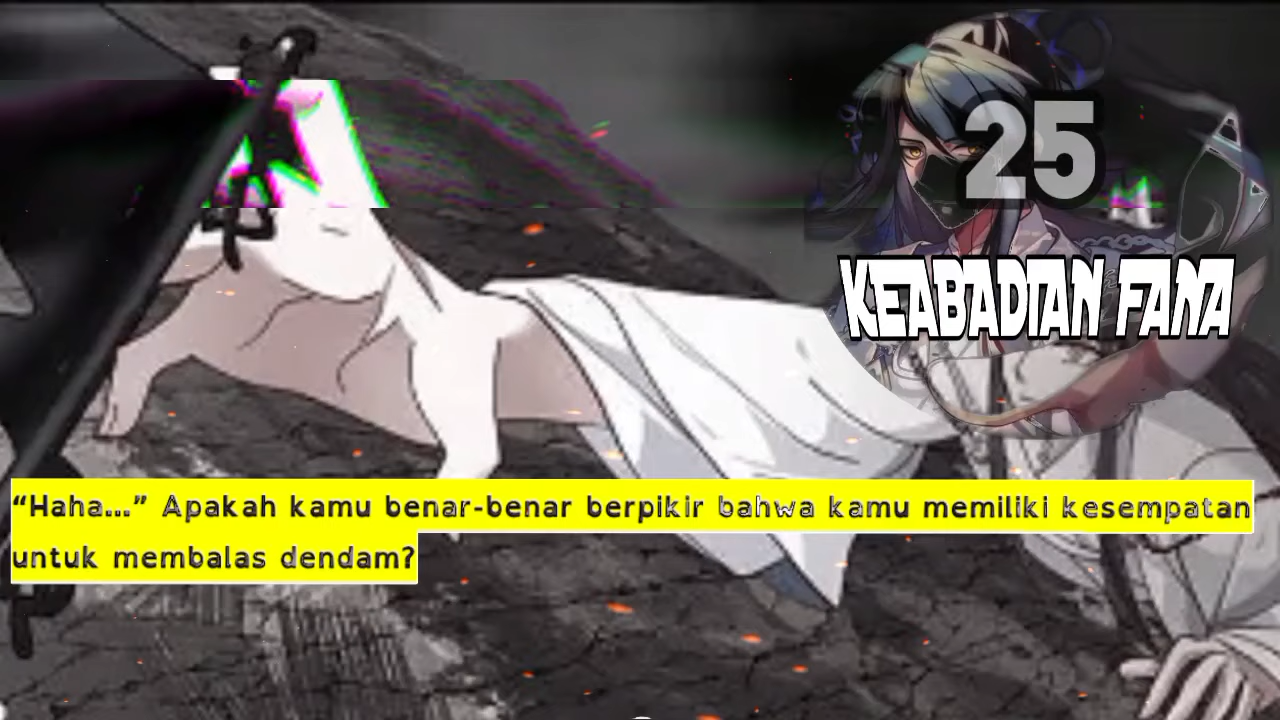 25
KEABADIAN FANA
“Haha...” Apakah kamu benar-benar berpikir bahwa kamu memiliki kesempatan
untuk membalas dendam?